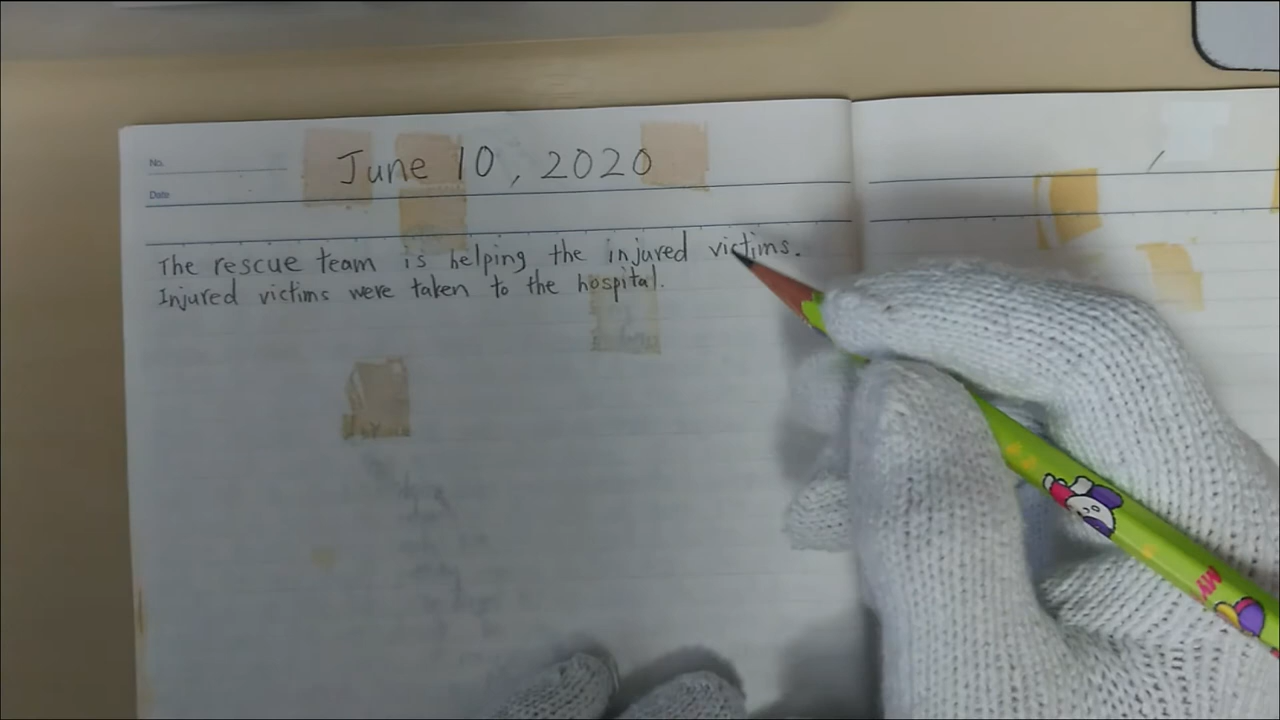 No.
June 10, 2020
Date
The rescue team is helping the injured victims.
Injured victims were taken to the hospital.
MY